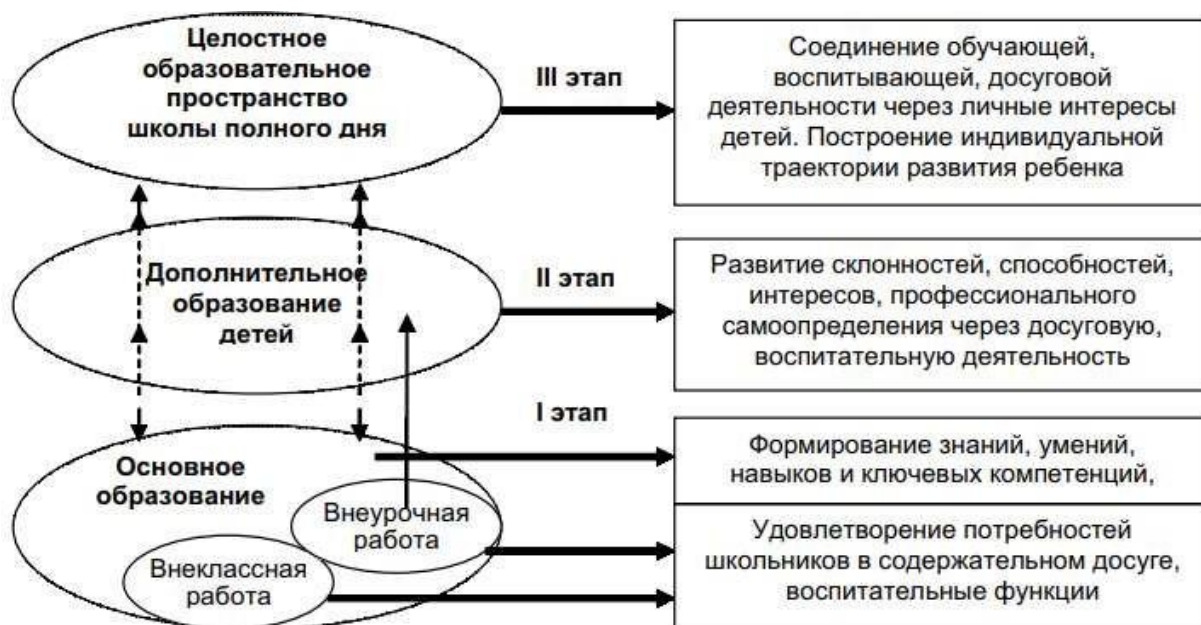 Целостное
образовательное
пространство
школы полного дня
III этап
Соединение обучающей,
воспитывающей, досуговой
деятельности через личные интересы
детей. Построение индивидуальной
траектории развития ребенка
Дополнительное
образование
детей
II этап
Развитие склонностей, способностей,
интересов, профессионального
самоопределения через досуговую,
воспитательную деятельность
I этап
Основное
образование
Формирование знаний, умений,
навыков и ключевых компетенций,
Внеурочная
работа
Внеклассная
работа
Удовлетворение потребностей
школьников в содержательном досуге,
воспитательные функции